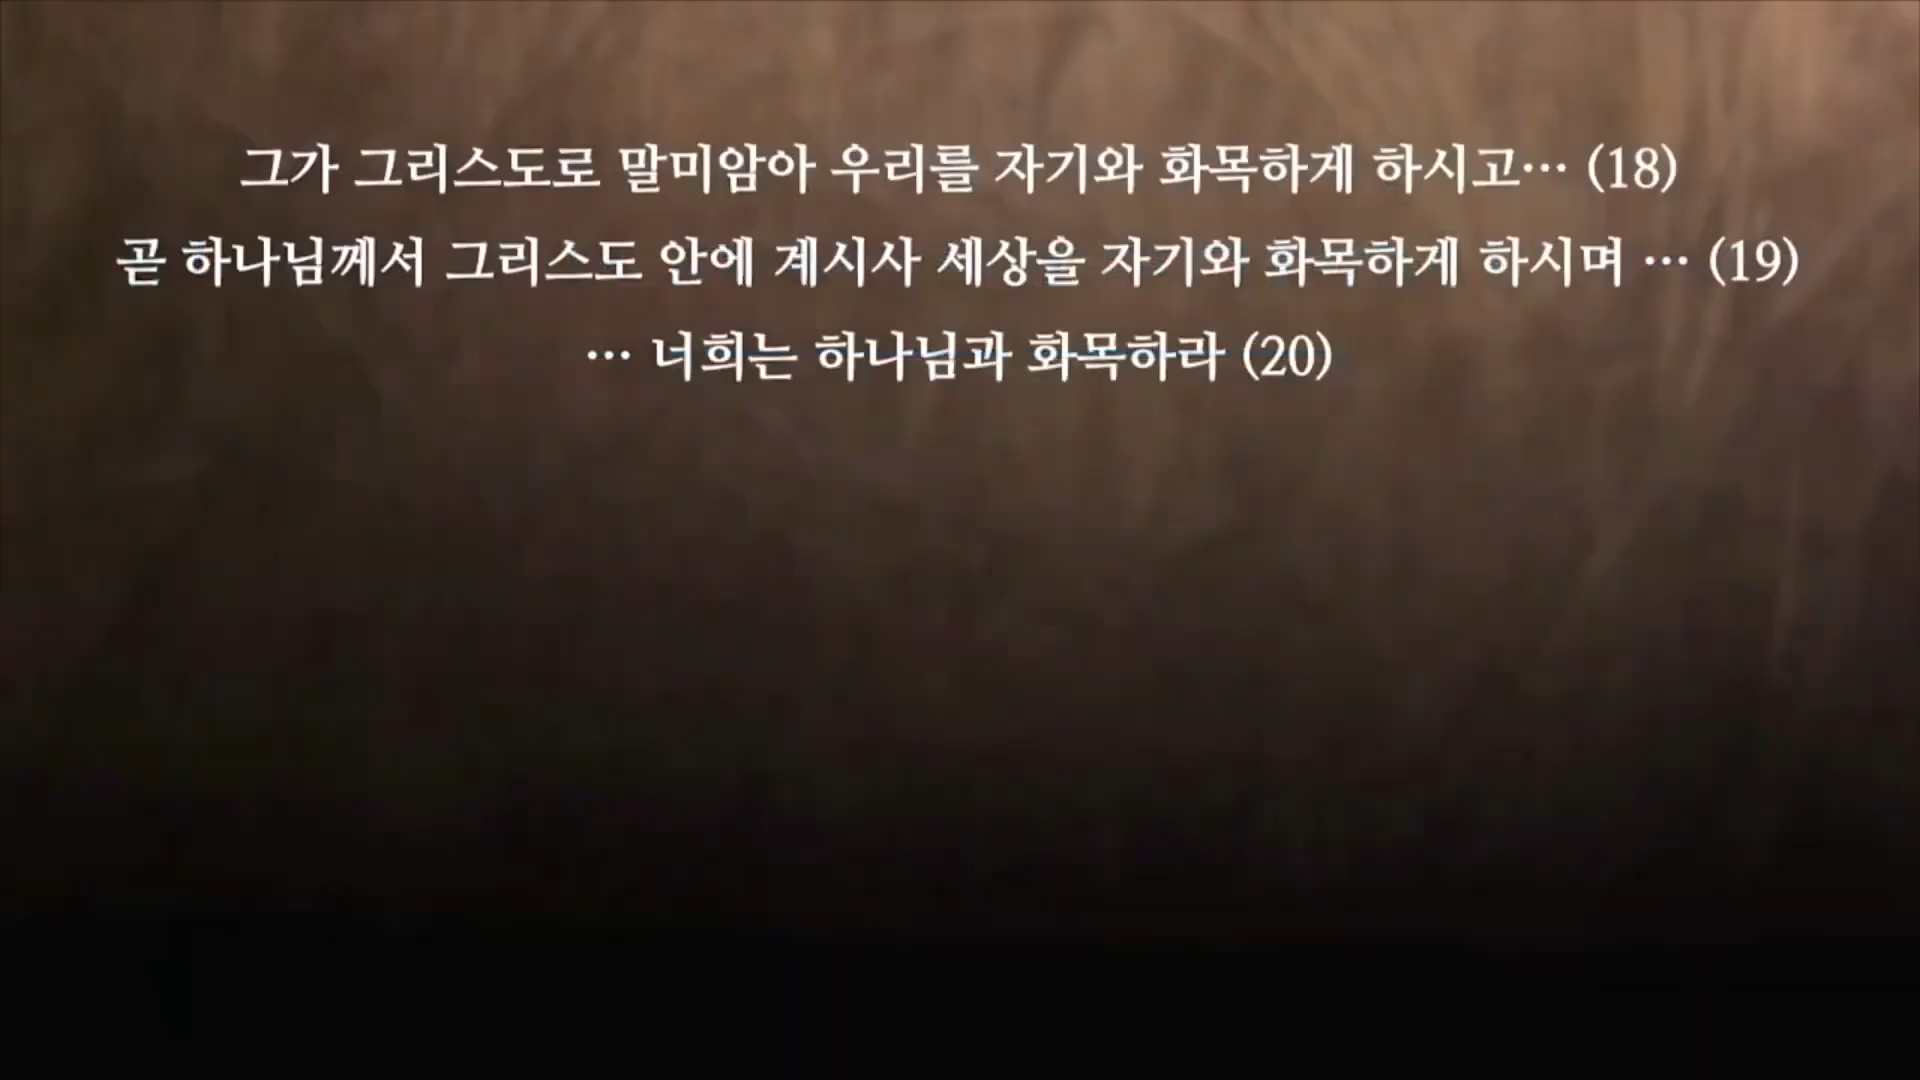 그가 그리스도로 말미암아 우리를 자기와 화목하게 하시고… (18)
곧 하나님께서 그리스도 안에 계시사 세상을 자기와 화목하게 하시며 … (19)
… 너희는 하나님과 화목하라 (20)